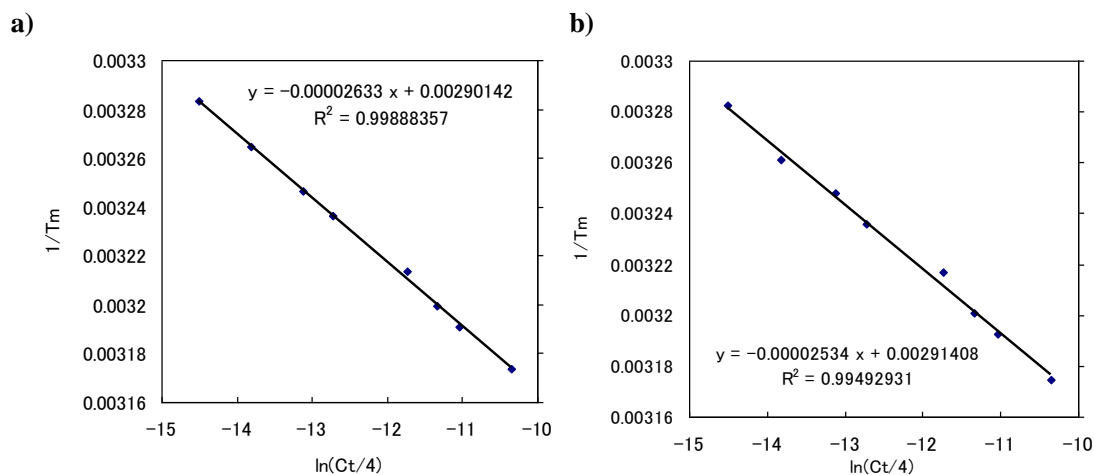 a)
0.0033
0.00328
0.00326
0.00324
0.00322
0.0032
0.00318
0.00316
1/Tm
y = −0.00002633 x + 0.00290142
R² = 0.99888357
−15 −14 −13 −12 −11 −10
ln(Ct/4)
b)
0.0033
0.00328
0.00326
0.00324
0.00322
0.0032
0.00318
0.00316
1/Tm
y = −0.00002534 x + 0.00291408
R² = 0.99492931
−15 −14 −13 −12 −11 −10
ln(Ct/4)